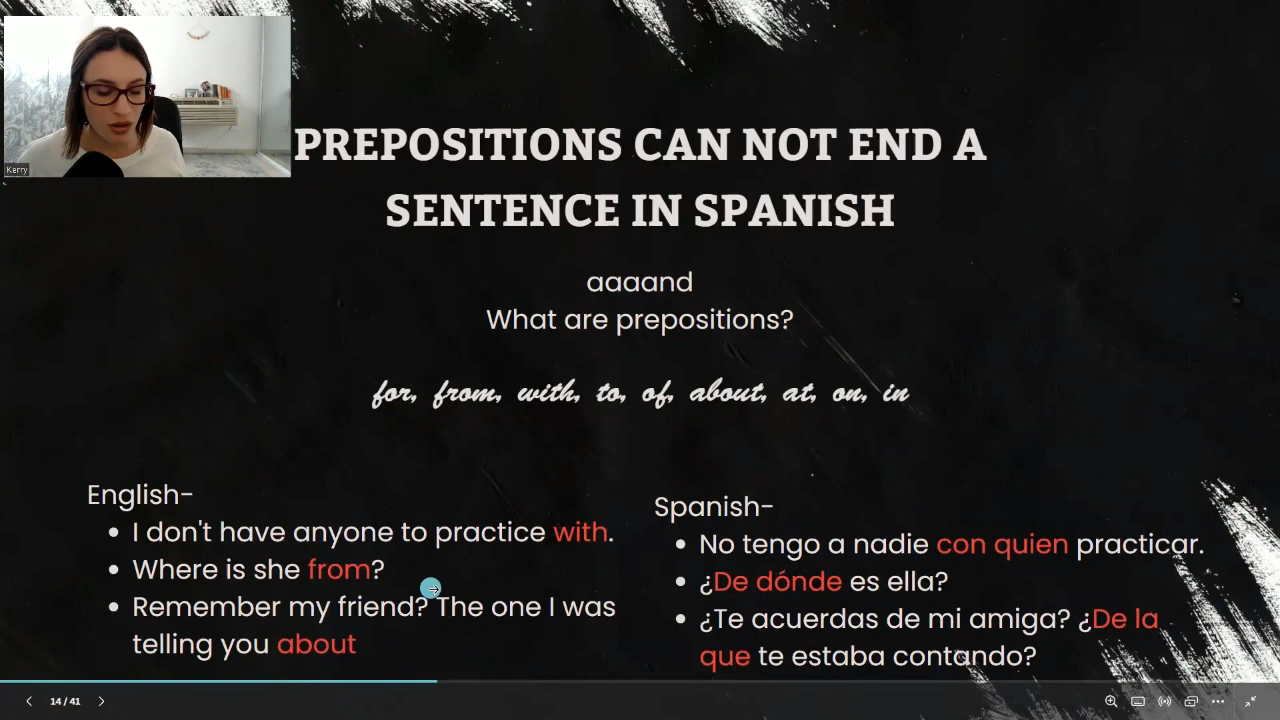 Kerry
PREPOSITIONS CAN NOT END A
SENTENCE IN SPANISH
aaaand
What are prepositions?
for, from, with, to, of, about, at, on, in
English-
• I don't have anyone to practice with.
• Where is she from?
• Remember my friend? The one I was
telling you about
Spanish-
• No tengo a nadie con quien practicar.
• ¿De dónde es ella?
• ¿Te acuerdas de mi amiga? ¿De la
que te estaba contando?
14 / 41